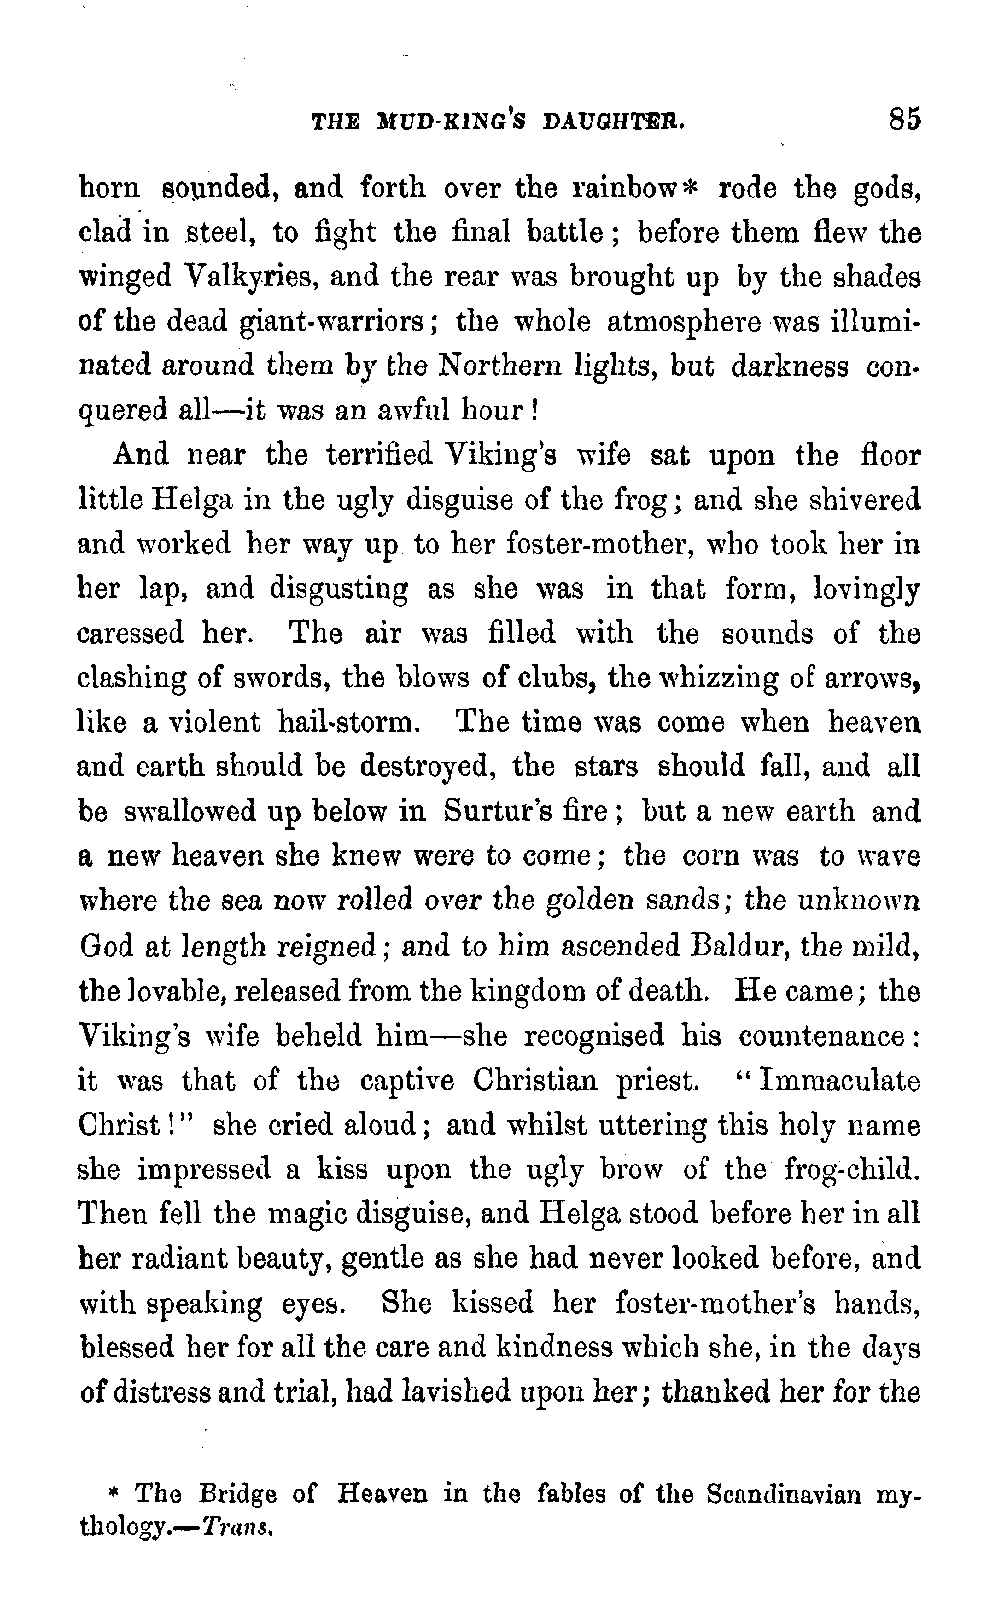 THE MUD-KING'S DAUGHTER. 85
horn sounded, and forth over the rainbow* rode the gods,
clad in steel, to fight the final battle; before them flew the
winged Valkyries, and the rear was brought up by the shades
of the dead giant-warriors; the whole atmosphere was illumi-
nated around them by the Northern lights, but darkness con-
quered all—it was an awful hour!
And near the terrified Viking's wife sat upon the floor
little Helga in the ugly disguise of the frog; and she shivered
and worked her way up to her foster-mother, who took her in
her lap, and disgusting as she was in that form, lovingly
caressed her. The air was filled with the sounds of the
clashing of swords, the blows of clubs, the whizzing of arrows,
like a violent hail-storm. The time was come when heaven
and earth should be destroyed, the stars should fall, and all
be swallowed up below in Surtur's fire; but a new earth and
a new heaven she knew were to come; the corn was to wave
where the sea now rolled over the golden sands; the unknown
God at length reigned; and to him ascended Baldur, the mild,
the lovable, released from the kingdom of death. He came; the
Viking's wife beheld him—she recognised his countenance:
it was that of the captive Christian priest. "Immaculate
Christ!" she cried aloud; and whilst uttering this holy name
she impressed a kiss upon the ugly brow of the frog-child.
Then fell the magic disguise, and Helga stood before her in all
her radiant beauty, gentle as she had never looked before, and
with speaking eyes. She kissed her foster-mother's hands,
blessed her for all the care and kindness which she, in the days
of distress and trial, had lavished upon her; thanked her for the
* The Bridge of Heaven in the fables of the Scandinavian my-
thology.—Trans.